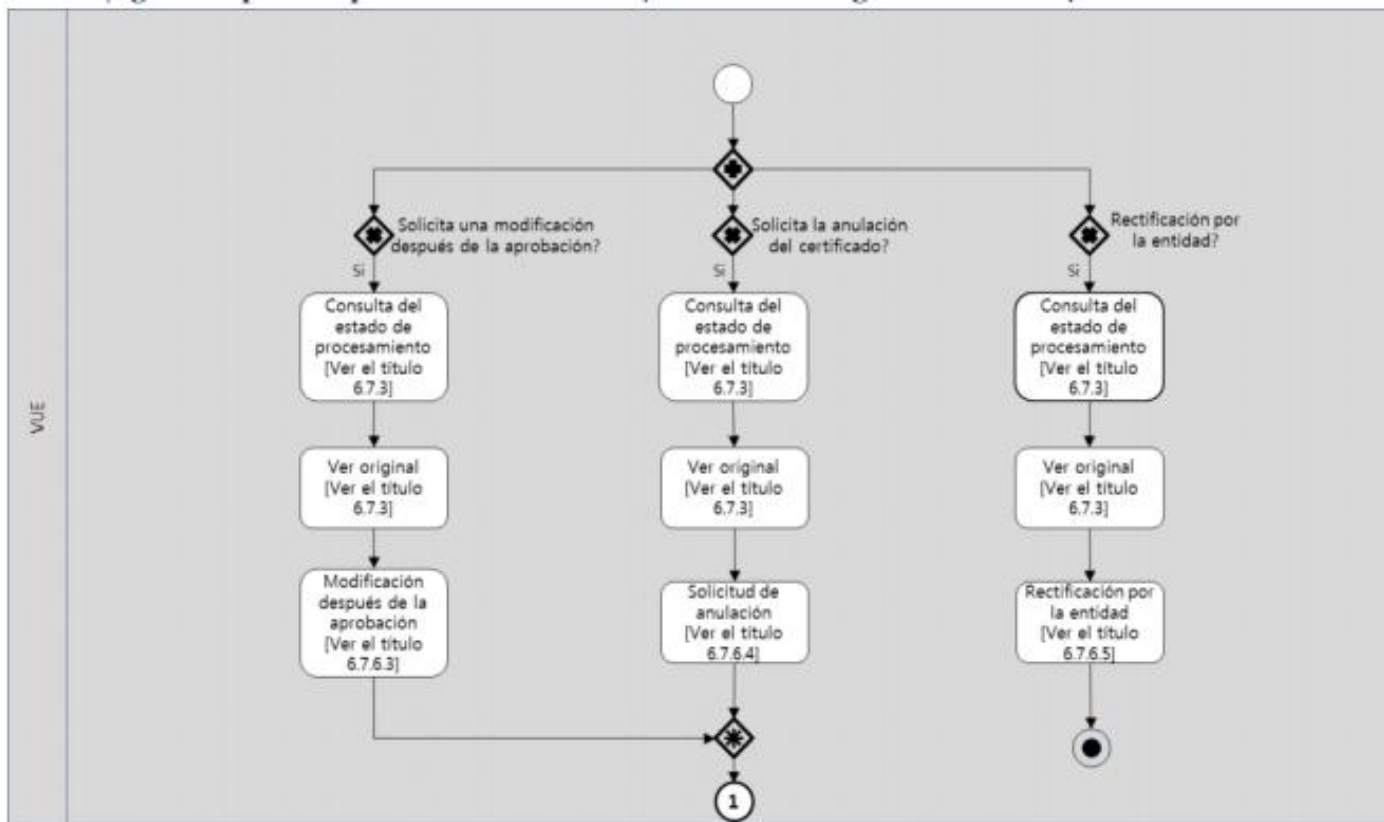 VUE
Solicita una modificación
después de la aprobación?
Solicita la anulación
del certificado?
Rectificación por
la entidad?
Si
Si
Si
Consulta del
estado de
procesamiento
[Ver el título
6.7.3]
Consulta del
estado de
procesamiento
[Ver el título
6.7.3]
Consulta del
estado de
procesamiento
[Ver el título
6.7.3]
Ver original
[Ver el título
6.7.3]
Ver original
[Ver el título
6.7.3]
Ver original
[Ver el título
6.7.3]
Modificación
después de la
aprobación
[Ver el título
6.7.6.3]
Solicitud de
anulación
[Ver el título
6.7.6.4]
Rectificación por
la entidad
[Ver el título
6.7.6.5]
1